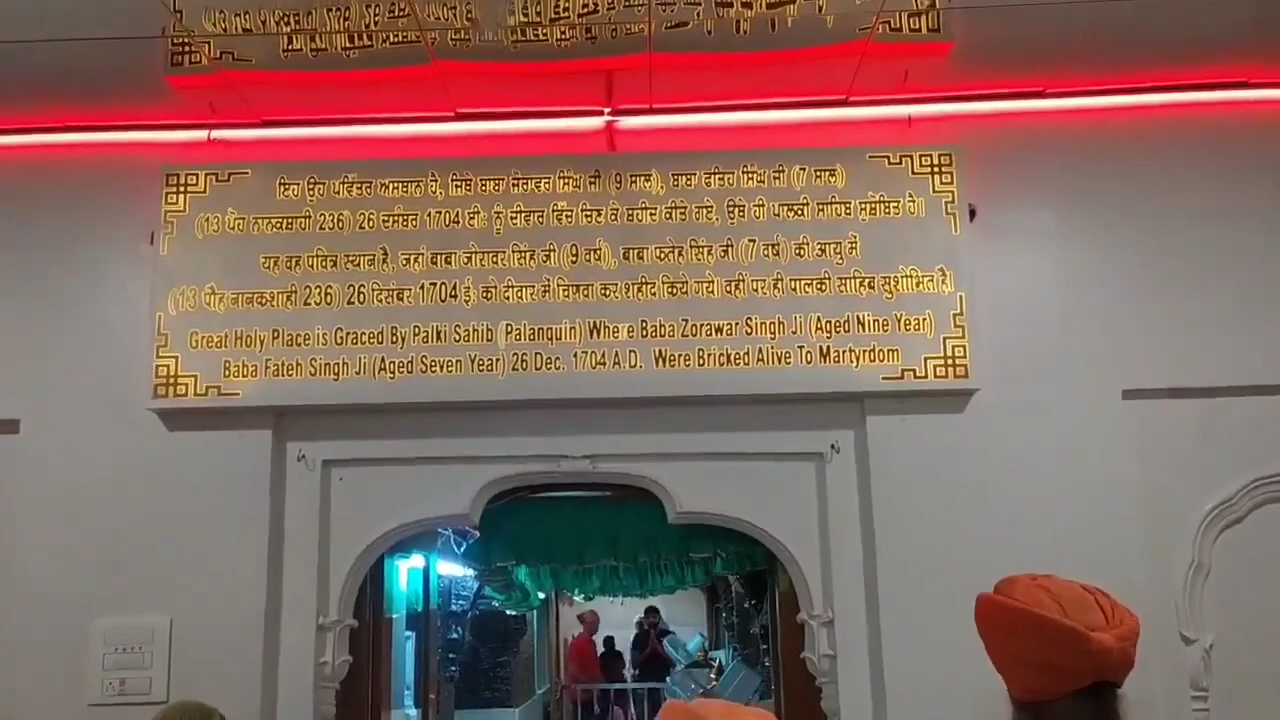 ਇਹ ਉਹ ਪਵਿੱਤਰ ਅਸਥਾਨ ਹੈ, ਜਿਥੇ ਬਾਬਾ ਜ਼ੋਰਾਵਰ ਸਿੰਘ ਜੀ (9 ਸਾਲ), ਬਾਬਾ ਫਤਿਹ ਸਿੰਘ ਜੀ (7 ਸਾਲ)
(13 ਪੋਹ ਨਾਨਕਸ਼ਾਹੀ 236) 26 ਦਸੰਬਰ 1704 ਈ: ਨੂੰ ਦੀਵਾਰ ਵਿੱਚ ਚਿਣ ਕੇ ਸ਼ਹੀਦ ਕੀਤੇ ਗਏ, ਉਥੇ ਹੀ ਪਾਲਕੀ ਸਾਹਿਬ ਸੁਸ਼ੋਭਿਤ ਹੈ।
यह वह पवित्र स्थान है, जहां बाबा जोरावर सिंह जी (9 वर्ष), बाबा फतेह सिंह जी (7 वर्ष) की आयु में
(13 पौह नानकशाही 236) 26 दिसंबर 1704 ई: को दीवार में चिणवा कर शहीद किये गये। वहीं पर ही पालकी साहिब सुशोभित है।
Great Holy Place is Graced By Palki Sahib (Palanquin) Where Baba Zorawar Singh Ji (Aged Nine Year)
Baba Fateh Singh Ji (Aged Seven Year) 26 Dec. 1704 A.D. Were Bricked Alive To Martyrdom